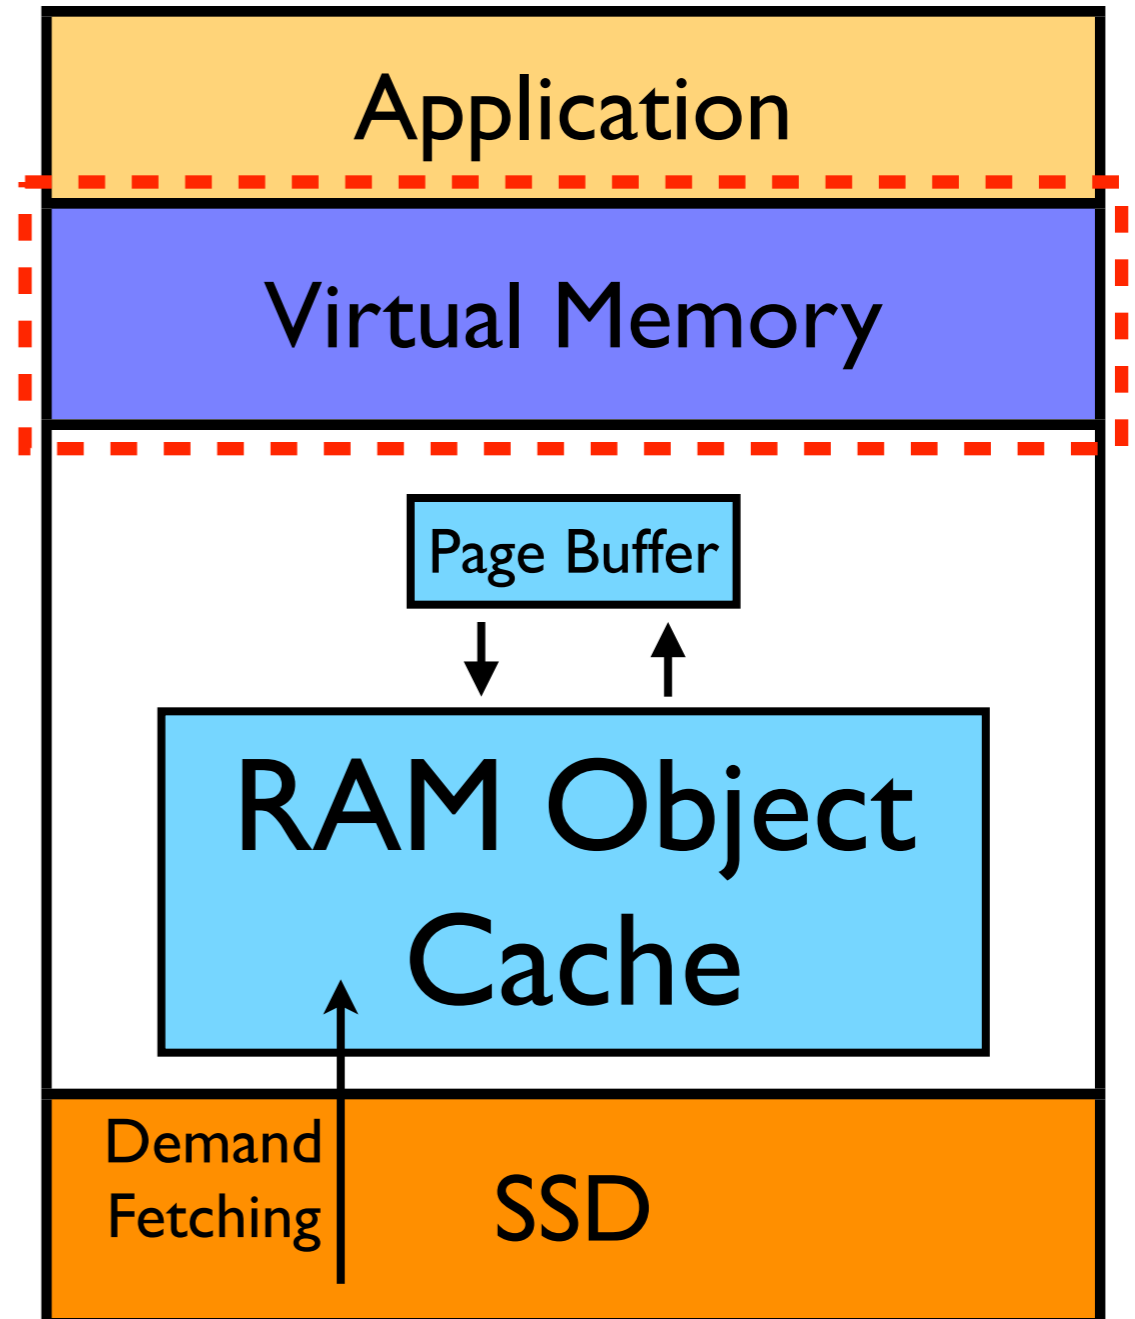 Application
Virtual Memory
Page Buffer
RAM Object
Cache
Demand
Fetching
SSD